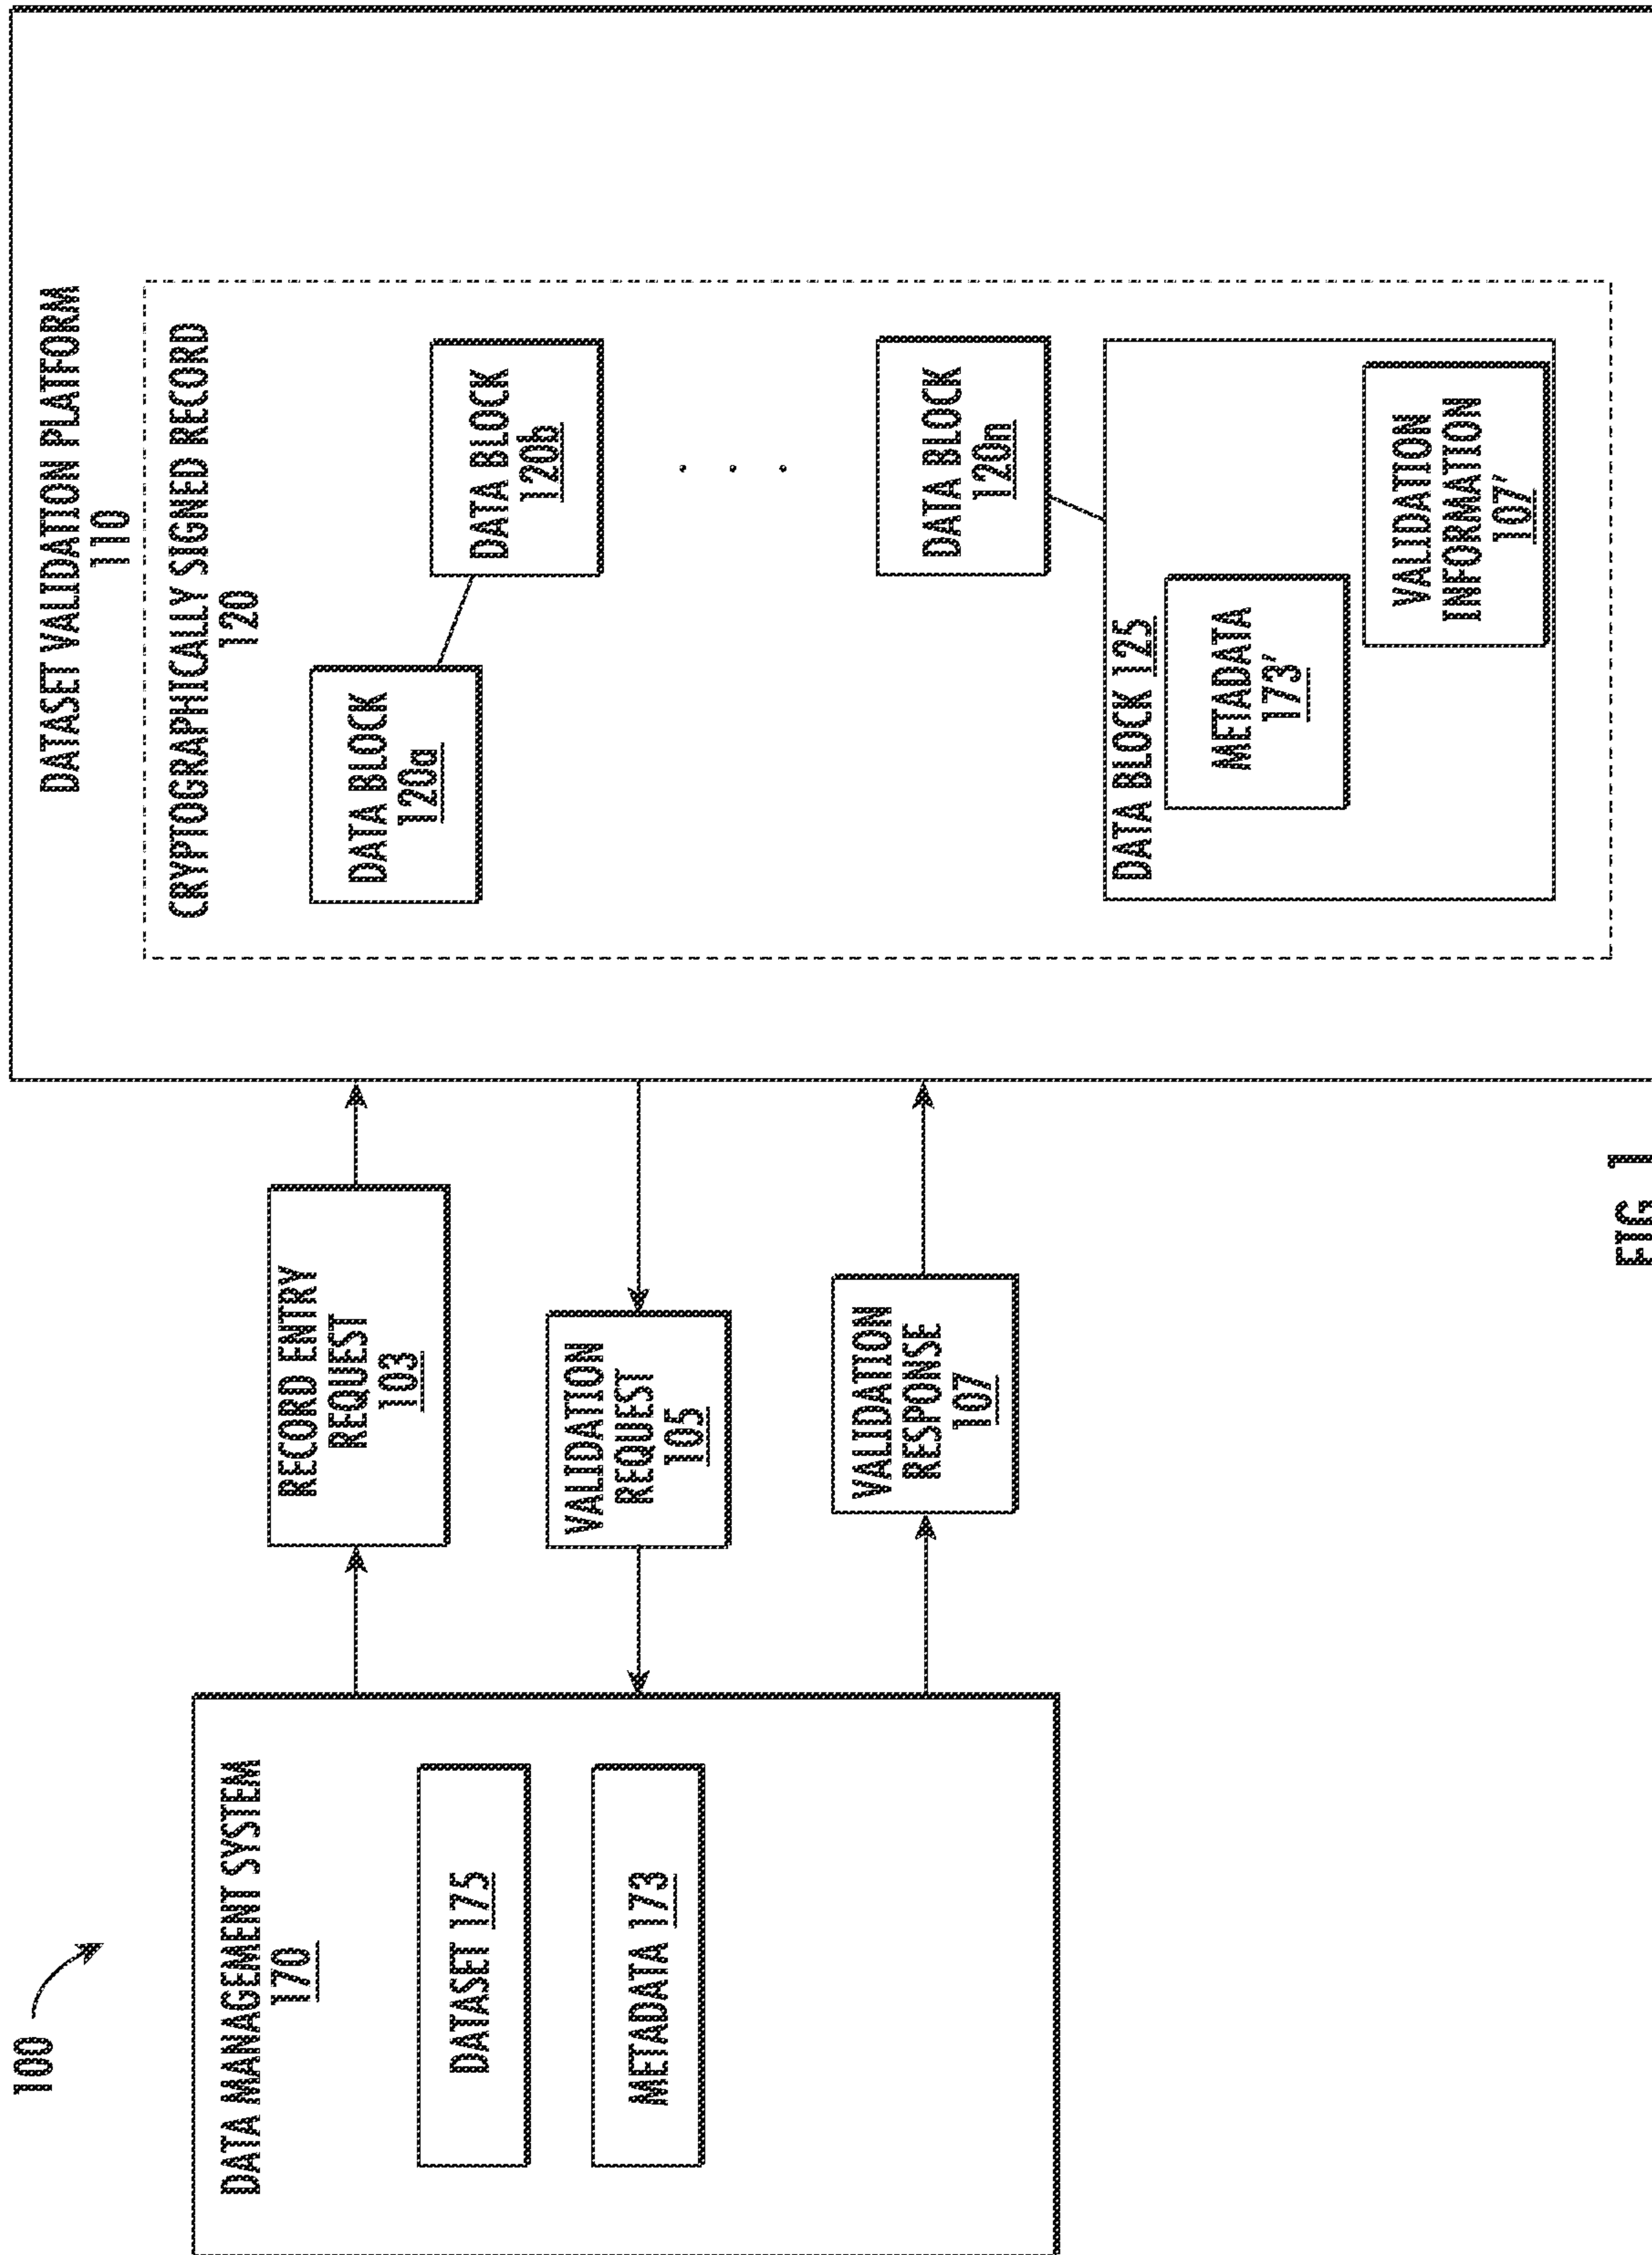 100
DATA MANAGEMENT SYSTEM
170
DATASET 175
METADATA 173
RECORD ENTRY
REQUEST
103
VALIDATION
REQUEST
105
VALIDATION
RESPONSE
107
DATASET VALIDATION PLATFORM
110
CRYPTOGRAPHICALLY SIGNED RECORD
120
DATA BLOCK
120a
DATA BLOCK
120b
. . .
DATA BLOCK
120n
DATA BLOCK 125
METADATA
173'
VALIDATION
INFORMATION
107'
FIG 1